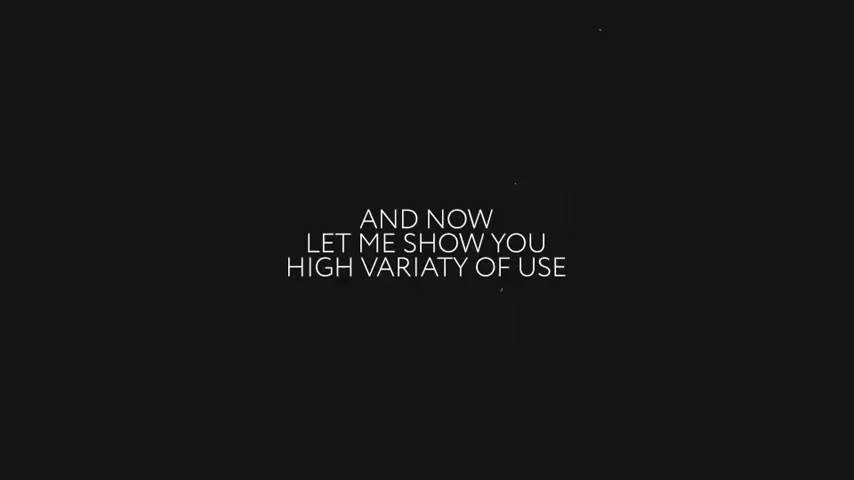 AND NOW
LET ME SHOW YOU
HIGH VARIATY OF USE